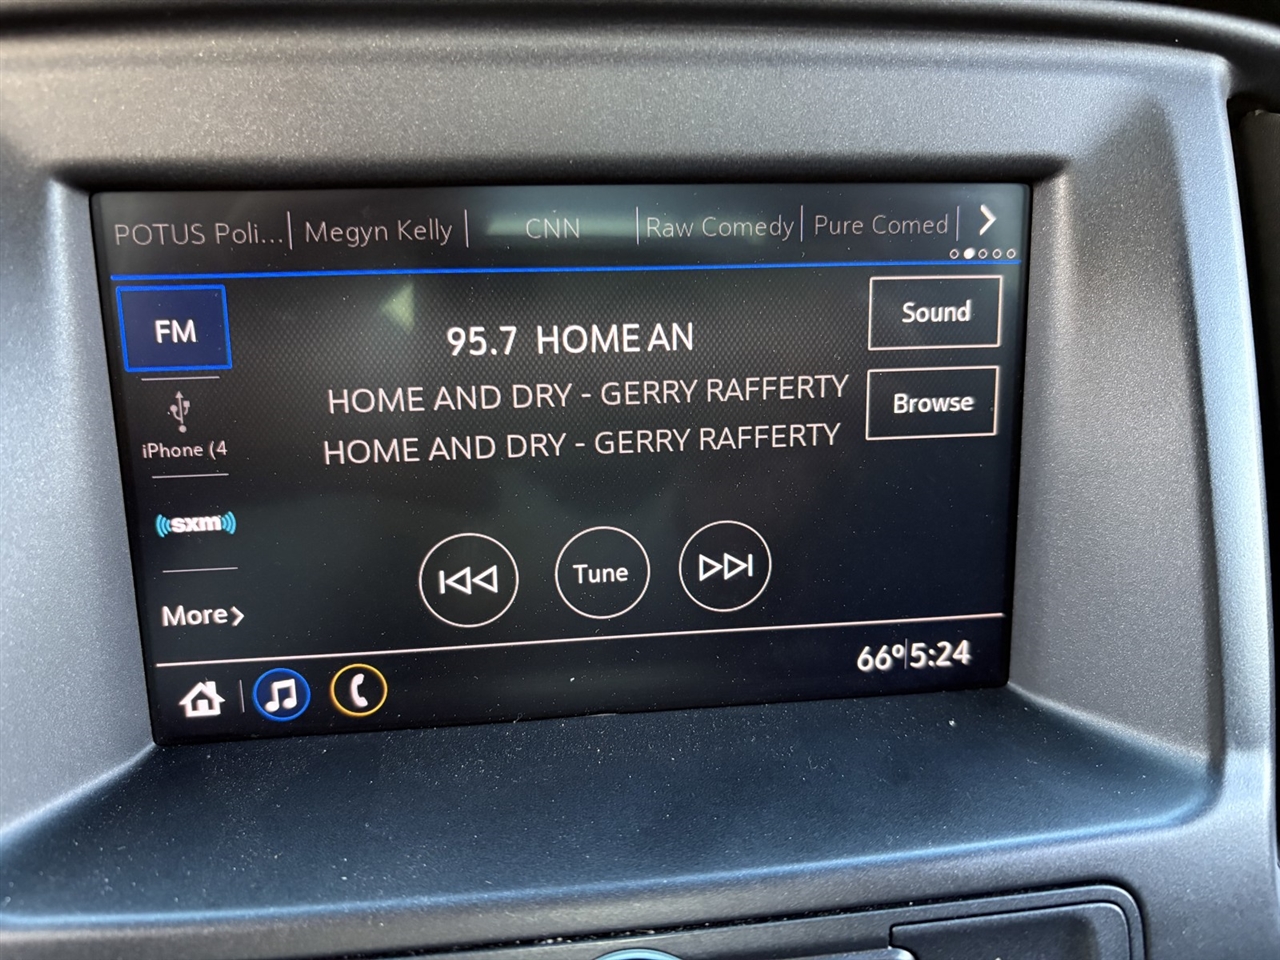 POTUS Poli... Megyn Kelly CNN Raw Comedy Pure Comed
FM
95.7 HOME AN
Sound
HOME AND DRY - GERRY RAFFERTY
Browse
iPhone (4
HOME AND DRY - GERRY RAFFERTY
sxm
Tune
More
66º 5:24